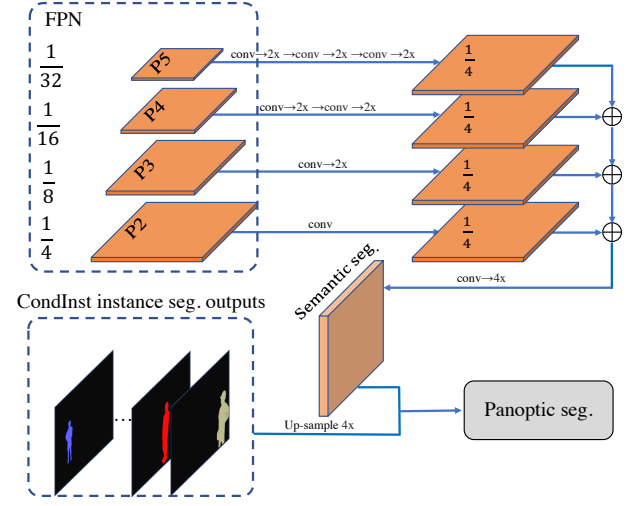 FPN
1/32
P5
conv→2x →conv →2x→conv →2x
1/4
1/16
P4
conv→2x →conv →2x
1/4
1/8
P3
conv→2x
1/4
1/4
P2
conv
1/4
conv→4x
Semantic seg.
CondInst instance seg. outputs
...
Up-sample 4x
Panoptic seg.